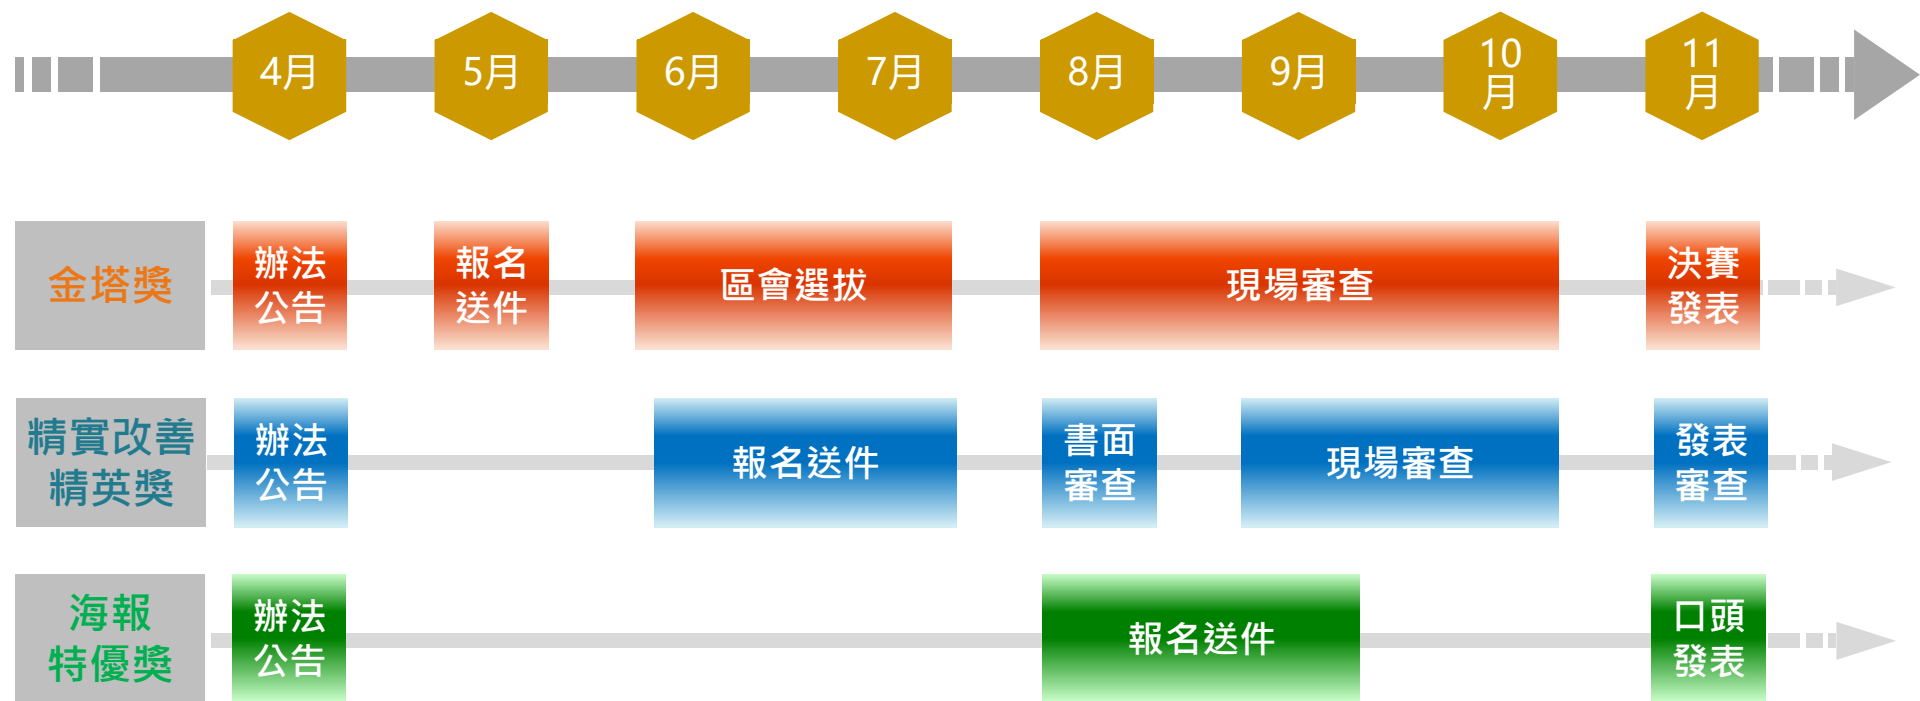 4月
5月
6月
7月
8月
9月
10
月
11
月
金塔獎
辦法
公告
報名
送件
區會選拔
現場審查
決賽
發表
精實改善
精英獎
辦法
公告
報名送件
書面
審查
現場審查
發表
審查
海報
特優獎
辦法
公告
報名送件
口頭
發表